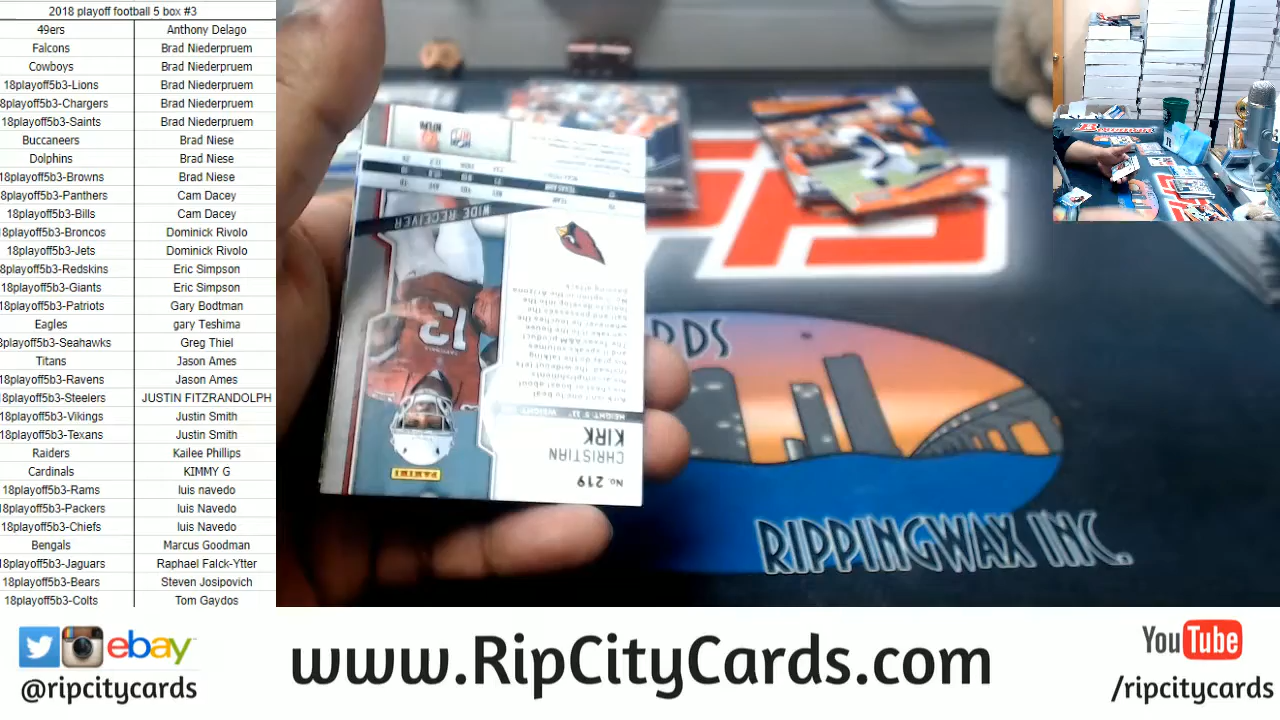 2018 playoff football 5 box #3
49ers Anthony Delago
Falcons Brad Niederpruem
Cowboys Brad Niederpruem
18playoff5b3-Lions Brad Niederpruem
8playoff5b3-Chargers Brad Niederpruem
18playoff5b3-Saints Brad Niederpruem
Buccaneers Brad Niese
Dolphins Brad Niese
18playoff5b3-Browns Brad Niese
8playoff5b3-Panthers Cam Dacey
18playoff5b3-Bills Cam Dacey
8playoff5b3-Broncos Dominick Rivolo
18playoff5b3-Jets Dominick Rivolo
8playoff5b3-Redskins Eric Simpson
18playoff5b3-Giants Eric Simpson
8playoff5b3-Patriots Gary Bodtman
Eagles gary Teshima
8playoff5b3-Seahawks Greg Thiel
Titans Jason Ames
18playoff5b3-Ravens Jason Ames
8playoff5b3-Steelers JUSTIN FITZRANDOLPH
18playoff5b3-Vikings Justin Smith
18playoff5b3-Texans Justin Smith
Raiders Kailee Phillips
Cardinals KIMMY G
18playoff5b3-Rams luis navedo
8playoff5b3-Packers luis Navedo
18playoff5b3-Chiefs luis Navedo
Bengals Marcus Goodman
8playoff5b3-Jaguars Raphael Falck-Ytter
18playoff5b3-Bears Steven Josipovich
18playoff5b3-Colts Tom Gaydos
No. 219
CHRISTIAN
KIRK
PANINI
WIDE RECEIVER
13
RDS
RIPPINGWAX INC.
ebay
@ripcitycards
www.RipCityCards.com
YouTube
/ripcitycards